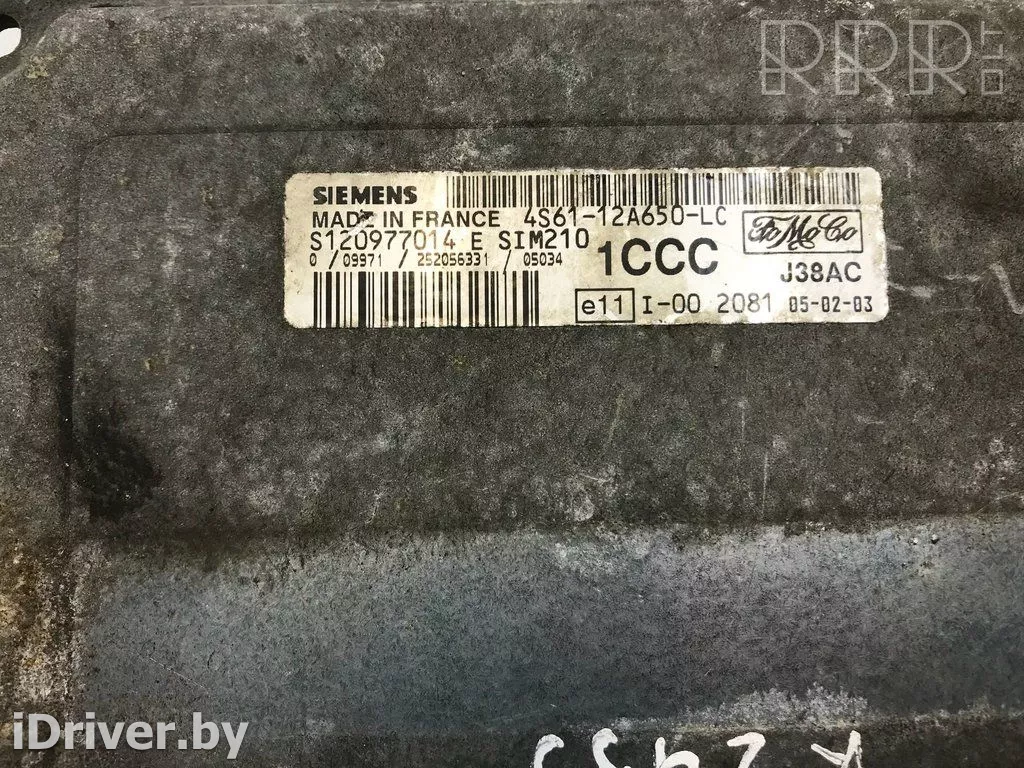 RRR.LT
SIEMENS
MADE IN FRANCE 4S61-12A650-LC
S120977014 E SIM210
FoMoCo
0 / 09971 / 252056331 / 05034
1CCC
J38AC
e11 I-00 2081 05-02-03
iDriver.by